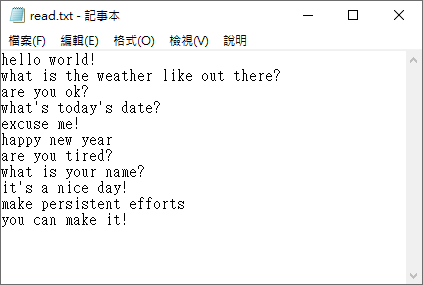 read.txt - 記事本
檔案(F) 編輯(E) 格式(O) 檢視(V) 說明
hello world!
what is the weather like out there?
are you ok?
what's today's date?
excuse me!
happy new year
are you tired?
what is your name?
it's a nice day!
make persistent efforts
you can make it!